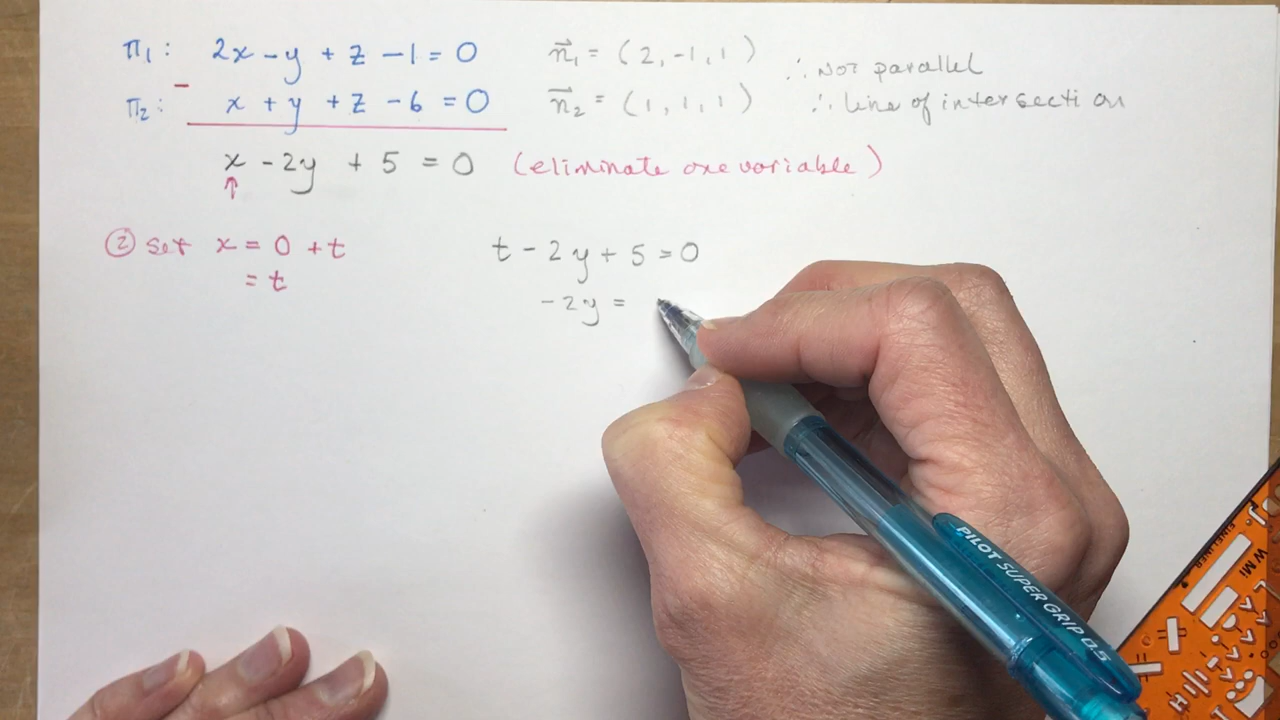 π₁: 2x - y + z - 1 = 0 n⃗₁ = (2, -1, 1) ∴ Not parallel
- π₂: x + y + z - 6 = 0 n⃗₂ = (1, 1, 1) ∴ line of intersection
x - 2y + 5 = 0 (eliminate one variable)
↑
② set x = 0 + t t - 2y + 5 = 0
= t -2y =
PILOT SUPER GRIP 0.5